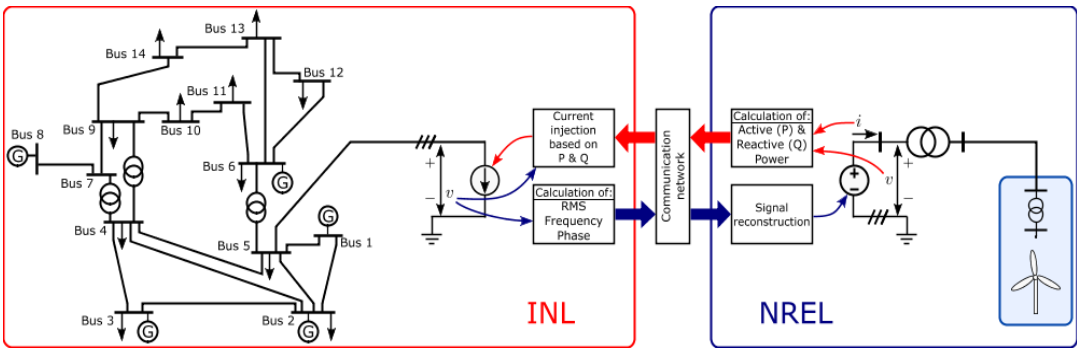 Bus 13
Bus 14
Bus 12
Bus 11
Bus 9
Bus 10
Bus 8
G
Bus 7
Bus 6
G
Bus 4
G
Bus 5
Bus 1
Bus 3
G
Bus 2
G
+
v
−
Current
injection
based on
P & Q
Calculation of:
RMS
Frequency
Phase
INL
Communication
network
Calculation of:
Active (P) &
Reactive (Q)
Power
Signal
reconstruction
i
+
−
v
+
−
NREL